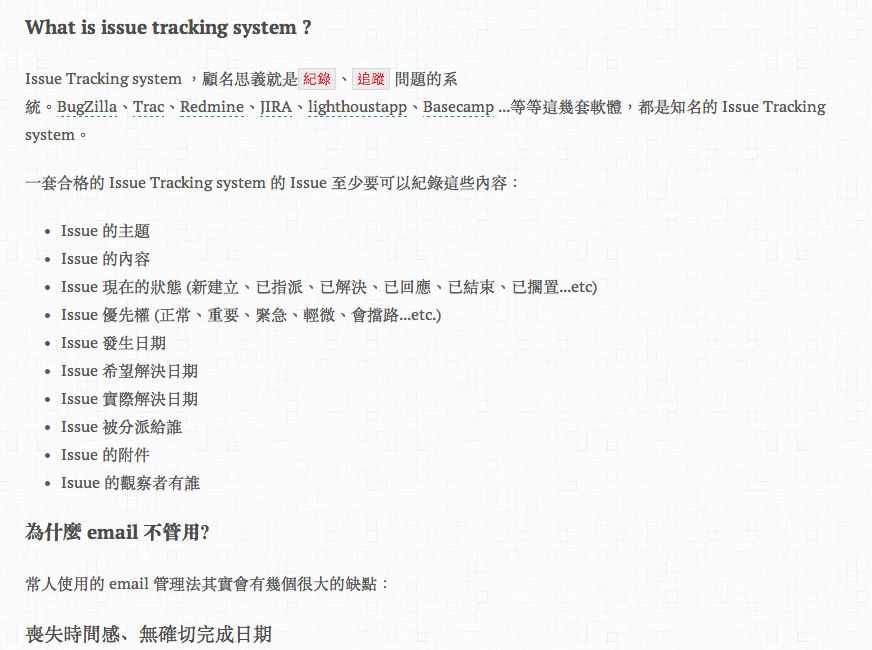 What is issue tracking system ?
Issue Tracking system ，顧名思義就是 紀錄 、 追蹤 問題的系
統。BugZilla、Trac、Redmine、JIRA、lighthoustapp、Basecamp ...等等這幾套軟體，都是知名的 Issue Tracking
system。
一套合格的 Issue Tracking system 的 Issue 至少要可以紀錄這些內容：
• Issue 的主題
• Issue 的內容
• Issue 現在的狀態 (新建立、已指派、已解決、已回應、已結束、已擱置...etc)
• Issue 優先權 (正常、重要、緊急、輕微、會擋路...etc.)
• Issue 發生日期
• Issue 希望解決日期
• Issue 實際解決日期
• Issue 被分派給誰
• Issue 的附件
• Isuue 的觀察者有誰
為什麼 email 不管用?
常人使用的 email 管理法其實會有幾個很大的缺點：
喪失時間感、無確切完成日期